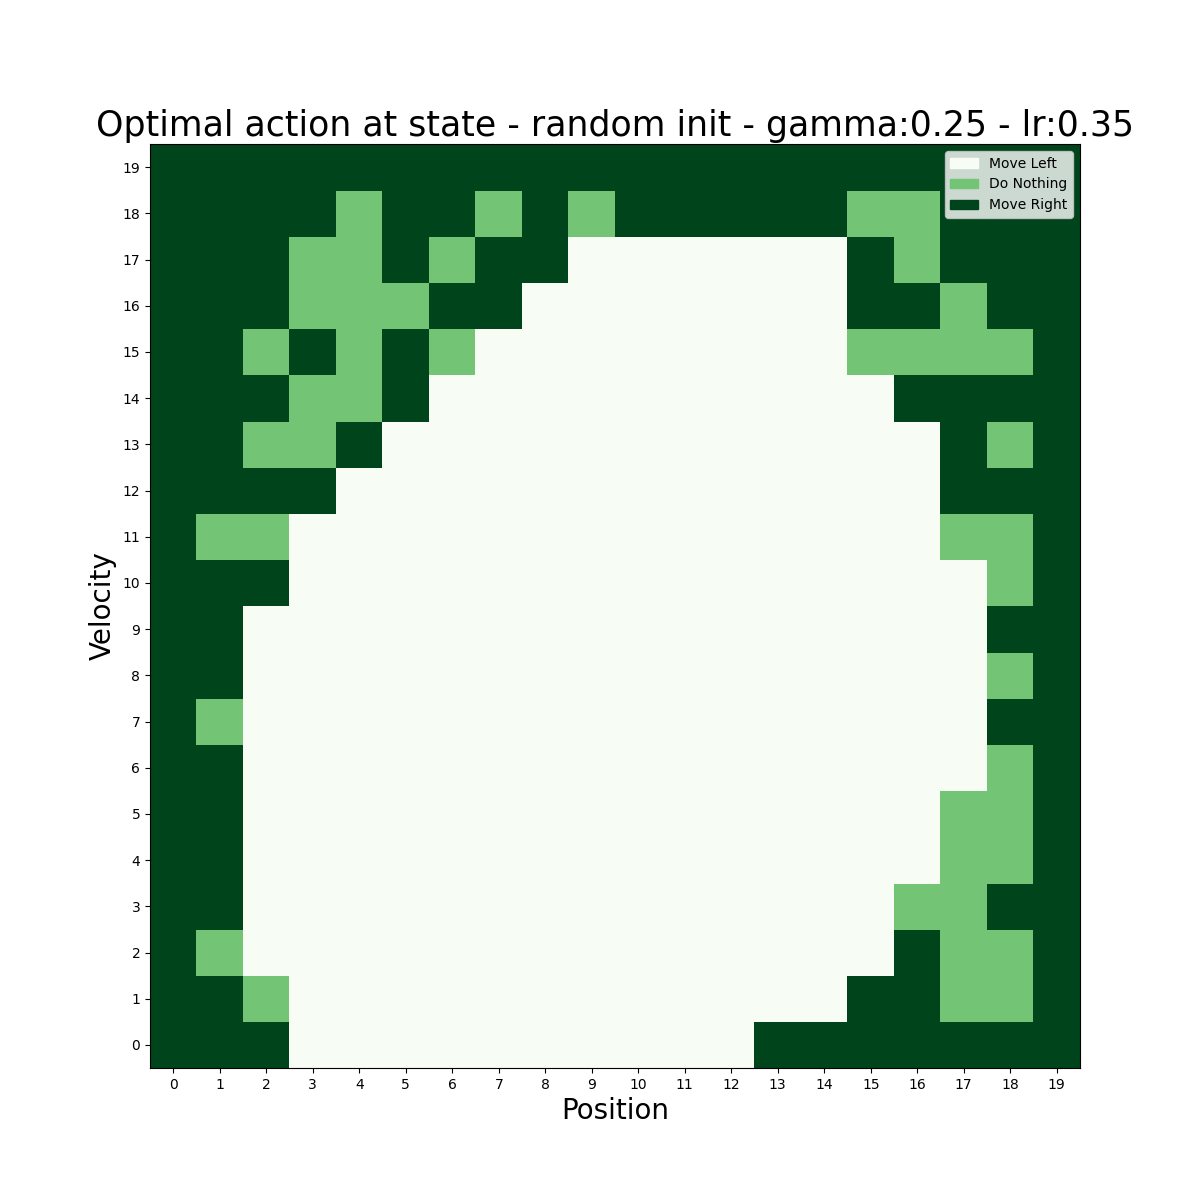 Optimal action at state - random init - gamma:0.25 - lr:0.35
Move Left
Do Nothing
Move Right
Velocity
19
18
17
16
15
14
13
12
11
10
9
8
7
6
5
4
3
2
1
0
0 1 2 3 4 5 6 7 8 9 10 11 12 13 14 15 16 17 18 19
Position